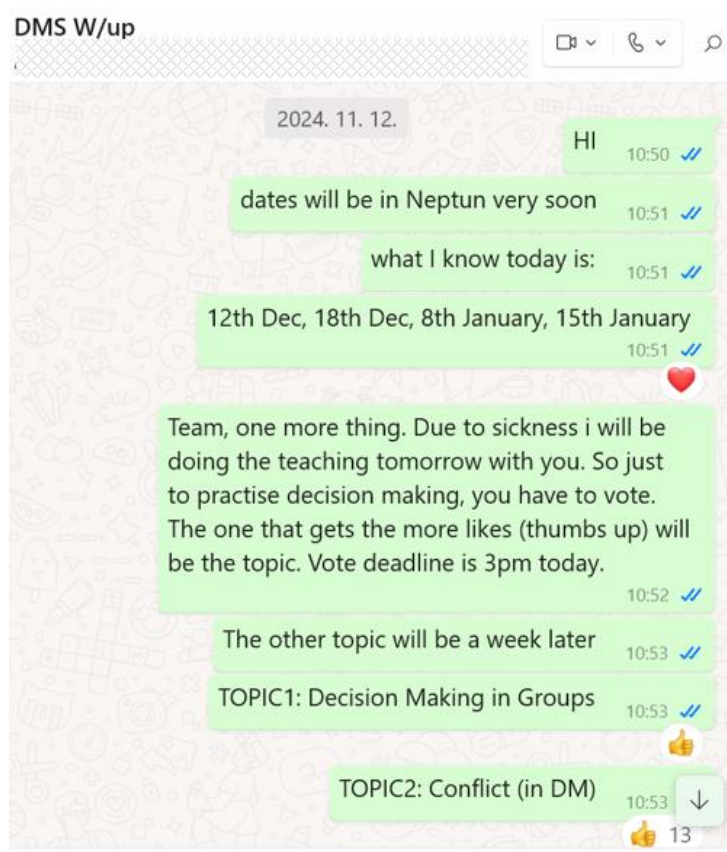 DMS W/up
2024. 11. 12.
HI
10:50
dates will be in Neptun very soon
10:51
what I know today is:
10:51
12th Dec, 18th Dec, 8th January, 15th January
10:51
Team, one more thing. Due to sickness i will be
doing the teaching tomorrow with you. So just
to practise decision making, you have to vote.
The one that gets the more likes (thumbs up) will
be the topic. Vote deadline is 3pm today.
10:52
The other topic will be a week later
10:53
TOPIC1: Decision Making in Groups
10:53
TOPIC2: Conflict (in DM)
10:53
13